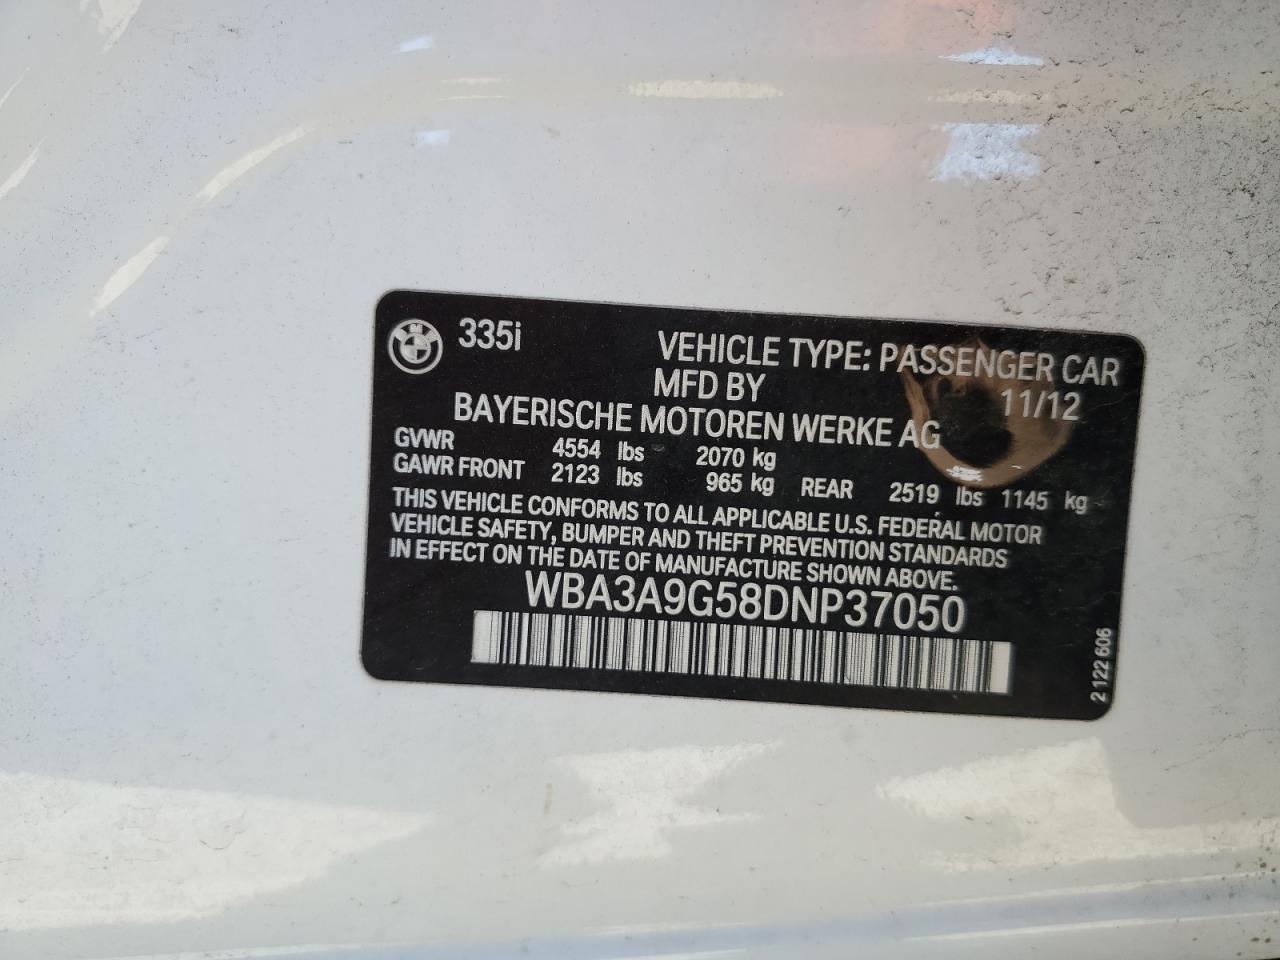 335i
VEHICLE TYPE: PASSENGER CAR
MFD BY 11/12
BAYERISCHE MOTOREN WERKE AG
GVWR 4554 lbs 2070 kg
GAWR FRONT 2123 lbs 965 kg REAR 2519 lbs 1145 kg
THIS VEHICLE CONFORMS TO ALL APPLICABLE U.S. FEDERAL MOTOR
VEHICLE SAFETY, BUMPER AND THEFT PREVENTION STANDARDS
IN EFFECT ON THE DATE OF MANUFACTURE SHOWN ABOVE.
WBA3A9G58DNP37050
2 122 606